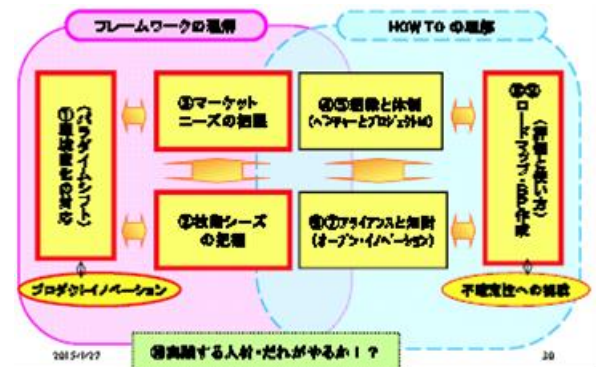 フレームワークの理解
HOW TO の理解
①環境変化の対応
(パラダイムシフト)
③マーケット
ニーズの把握
④⑤組織と体制
(ベンチャーとプロジェクトM)
ロードマップ・BP作成
(評価と使い方)
②技術シーズ
の把握
⑥⑦アライアンスと知財
(オープン・イノベーション)
プロダクトイノベーション
不確定性への挑戦
⑩実践する人材・だれがやるか!?
2015/1/27
30